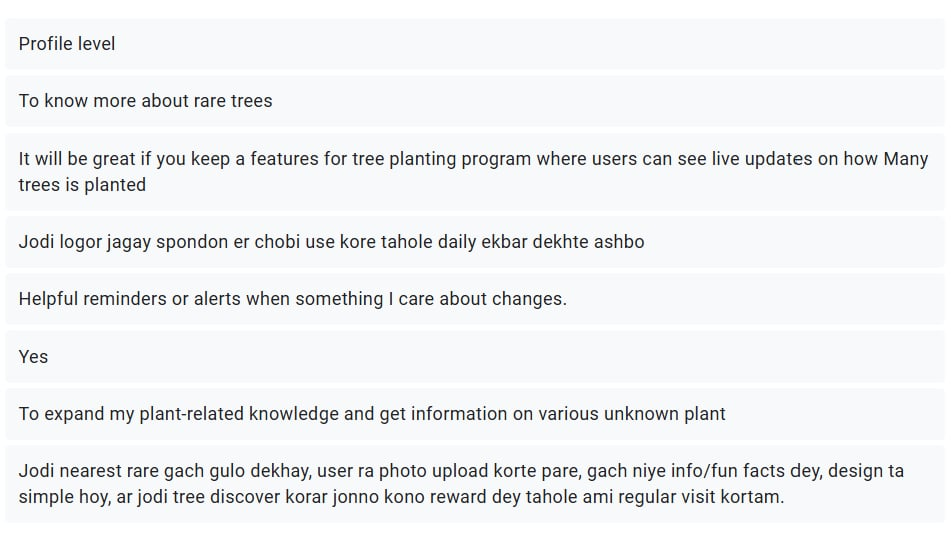 Profile level
To know more about rare trees
It will be great if you keep a features for tree planting program where users can see live updates on how Many
trees is planted
Jodi logor jagay spondon er chobi use kore tahole daily ekbar dekhte ashbo
Helpful reminders or alerts when something I care about changes.
Yes
To expand my plant-related knowledge and get information on various unknown plant
Jodi nearest rare gach gulo dekhay, user ra photo upload korte pare, gach niye info/fun facts dey, design ta
simple hoy, ar jodi tree discover korar jonno kono reward dey tahole ami regular visit kortam.